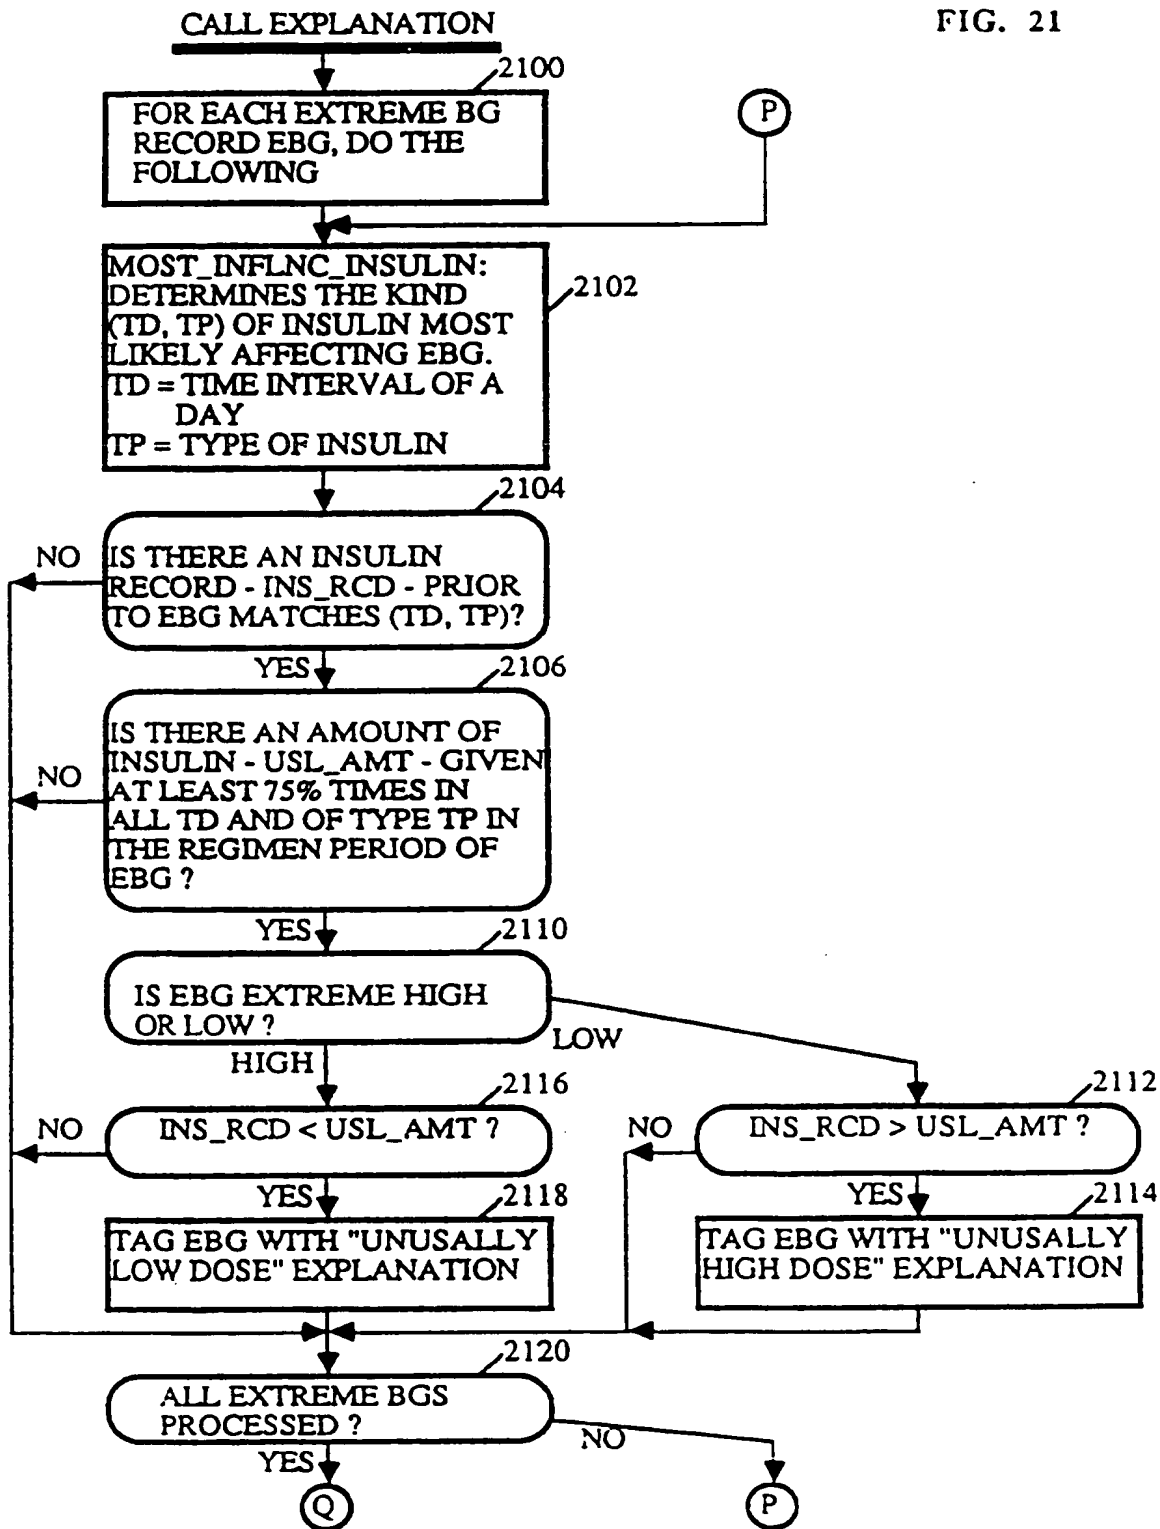 FIG. 21
CALL EXPLANATION
2100
FOR EACH EXTREME BG
RECORD EBG, DO THE
FOLLOWING
P
MOST_INFLNC_INSULIN:
DETERMINES THE KIND
(TD, TP) OF INSULIN MOST
LIKELY AFFECTING EBG.
TD = TIME INTERVAL OF A
DAY
TP = TYPE OF INSULIN
2102
2104
NO
IS THERE AN INSULIN
RECORD - INS_RCD - PRIOR
TO EBG MATCHES (TD, TP)?
YES
2106
IS THERE AN AMOUNT OF
INSULIN - USL_AMT - GIVEN
AT LEAST 75% TIMES IN
ALL TD AND OF TYPE TP IN
THE REGIMEN PERIOD OF
EBG ?
NO
YES
2110
IS EBG EXTREME HIGH
OR LOW ?
LOW
HIGH
2116
2112
NO
INS_RCD < USL_AMT ?
NO
INS_RCD > USL_AMT ?
YES
2118
YES
2114
TAG EBG WITH "UNUSALLY
LOW DOSE" EXPLANATION
TAG EBG WITH "UNUSALLY
HIGH DOSE" EXPLANATION
2120
ALL EXTREME BGS
PROCESSED ?
NO
YES
Q
P